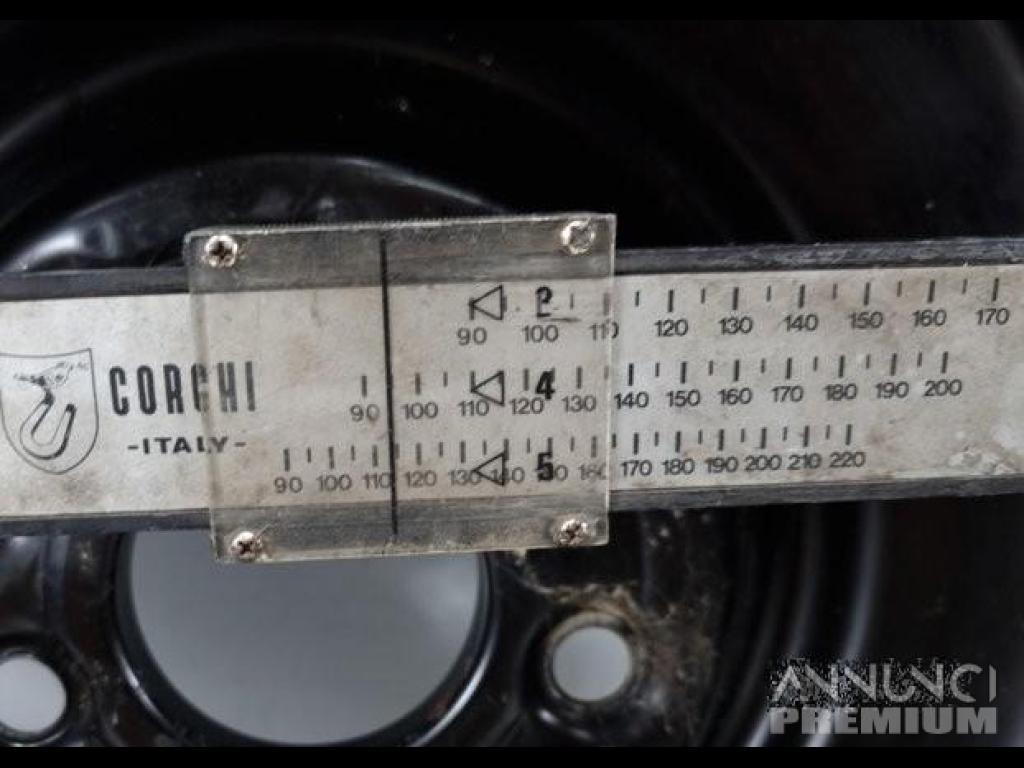 ◁ 2
90 100 110 120 130 140 150 160 170
CORGHI
-ITALY-
◁ 4
90 100 110 120 130 140 150 160 170 180 190 200
◁ 5
90 100 110 120 130 140 150 160 170 180 190 200 210 220
ANNUNCI
PREMIUM